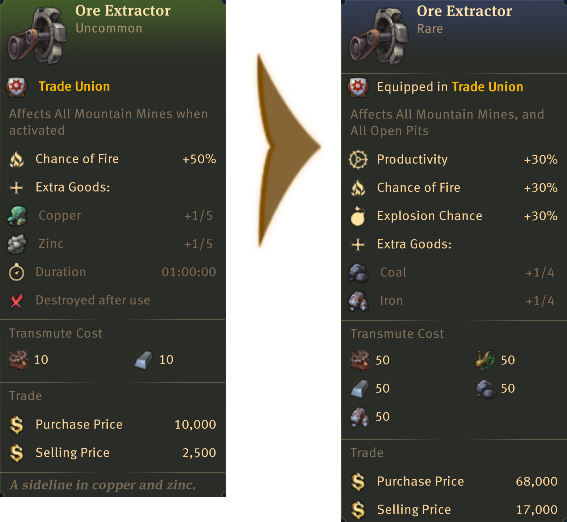 Ore Extractor
Uncommon
Trade Union
Affects All Mountain Mines when
activated
Chance of Fire +50%
Extra Goods:
Copper +1/5
Zinc +1/5
Duration 01:00:00
Destroyed after use
Transmute Cost
10 10
Trade
Purchase Price 10,000
Selling Price 2,500
A sideline in copper and zinc.
Ore Extractor
Rare
Equipped in Trade Union
Affects All Mountain Mines, and
All Open Pits
Productivity +30%
Chance of Fire +30%
Explosion Chance +30%
Extra Goods:
Coal +1/4
Iron +1/4
Transmute Cost
50 50
50 50
50
Trade
Purchase Price 68,000
Selling Price 17,000